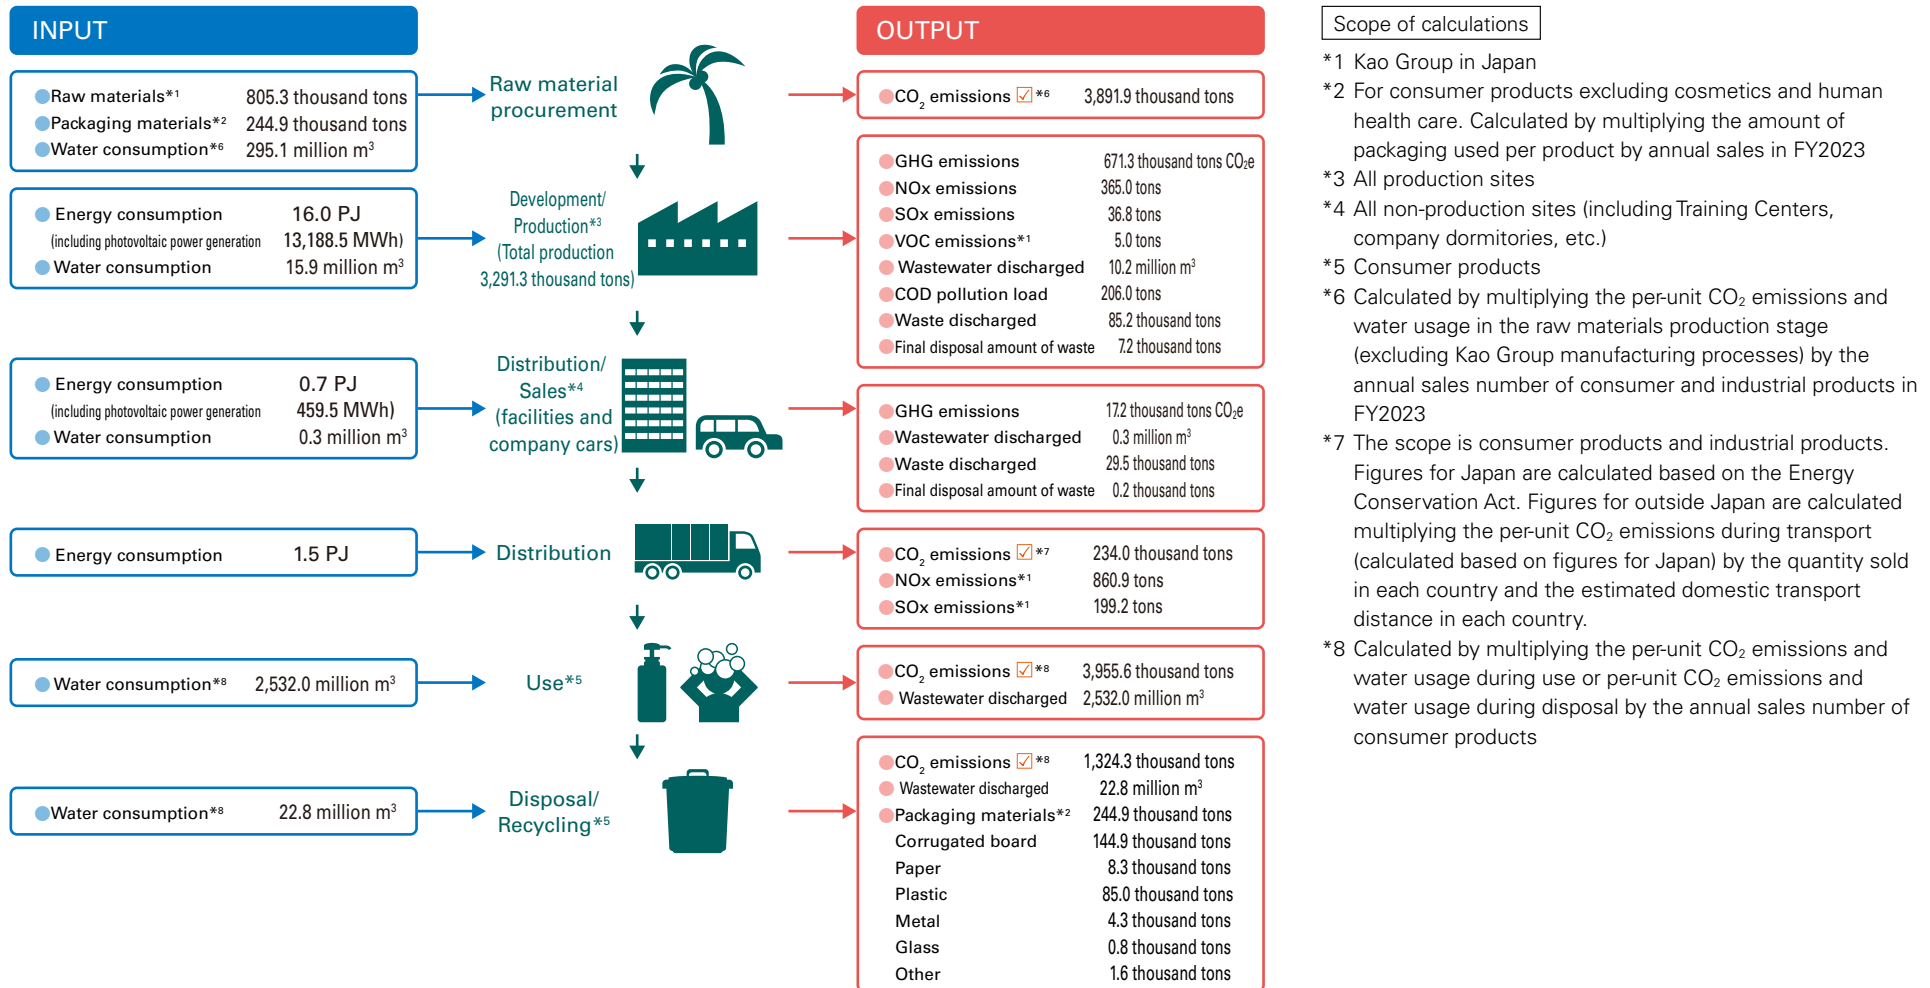 INPUT
●Raw materials*1 805.3 thousand tons
●Packaging materials*2 244.9 thousand tons
●Water consumption*6 295.1 million m³
Raw material
procurement
OUTPUT
●CO₂ emissions ☑ *6 3,891.9 thousand tons
● Energy consumption 16.0 PJ
(including photovoltaic power generation 13,188.5 MWh)
● Water consumption 15.9 million m³
Development/
Production*3
(Total production
3,291.3 thousand tons)
●GHG emissions 671.3 thousand tons CO₂e
●NOx emissions 365.0 tons
●SOx emissions 36.8 tons
●VOC emissions*1 5.0 tons
● Wastewater discharged 10.2 million m³
●COD pollution load 206.0 tons
●Waste discharged 85.2 thousand tons
●Final disposal amount of waste 7.2 thousand tons
● Energy consumption 0.7 PJ
(including photovoltaic power generation 459.5 MWh)
● Water consumption 0.3 million m³
Distribution/
Sales*4
(facilities and
company cars)
●GHG emissions 17.2 thousand tons CO₂e
●Wastewater discharged 0.3 million m³
●Waste discharged 29.5 thousand tons
●Final disposal amount of waste 0.2 thousand tons
● Energy consumption 1.5 PJ
Distribution
●CO₂ emissions ☑ *7 234.0 thousand tons
●NOx emissions*1 860.9 tons
●SOx emissions*1 199.2 tons
● Water consumption*8 2,532.0 million m³
Use*5
●CO₂ emissions ☑ *8 3,955.6 thousand tons
● Wastewater discharged 2,532.0 million m³
●Water consumption*8 22.8 million m³
Disposal/
Recycling*5
●CO₂ emissions ☑ *8 1,324.3 thousand tons
● Wastewater discharged 22.8 million m³
●Packaging materials*2 244.9 thousand tons
Corrugated board 144.9 thousand tons
Paper 8.3 thousand tons
Plastic 85.0 thousand tons
Metal 4.3 thousand tons
Glass 0.8 thousand tons
Other 1.6 thousand tons
Scope of calculations
*1 Kao Group in Japan
*2 For consumer products excluding cosmetics and human
health care. Calculated by multiplying the amount of
packaging used per product by annual sales in FY2023
*3 All production sites
*4 All non-production sites (including Training Centers,
company dormitories, etc.)
*5 Consumer products
*6 Calculated by multiplying the per-unit CO₂ emissions and
water usage in the raw materials production stage
(excluding Kao Group manufacturing processes) by the
annual sales number of consumer and industrial products in
FY2023
*7 The scope is consumer products and industrial products.
Figures for Japan are calculated based on the Energy
Conservation Act. Figures for outside Japan are calculated
multiplying the per-unit CO₂ emissions during transport
(calculated based on figures for Japan) by the quantity sold
in each country and the estimated domestic transport
distance in each country.
*8 Calculated by multiplying the per-unit CO₂ emissions and
water usage during use or per-unit CO₂ emissions and
water usage during disposal by the annual sales number of
consumer products